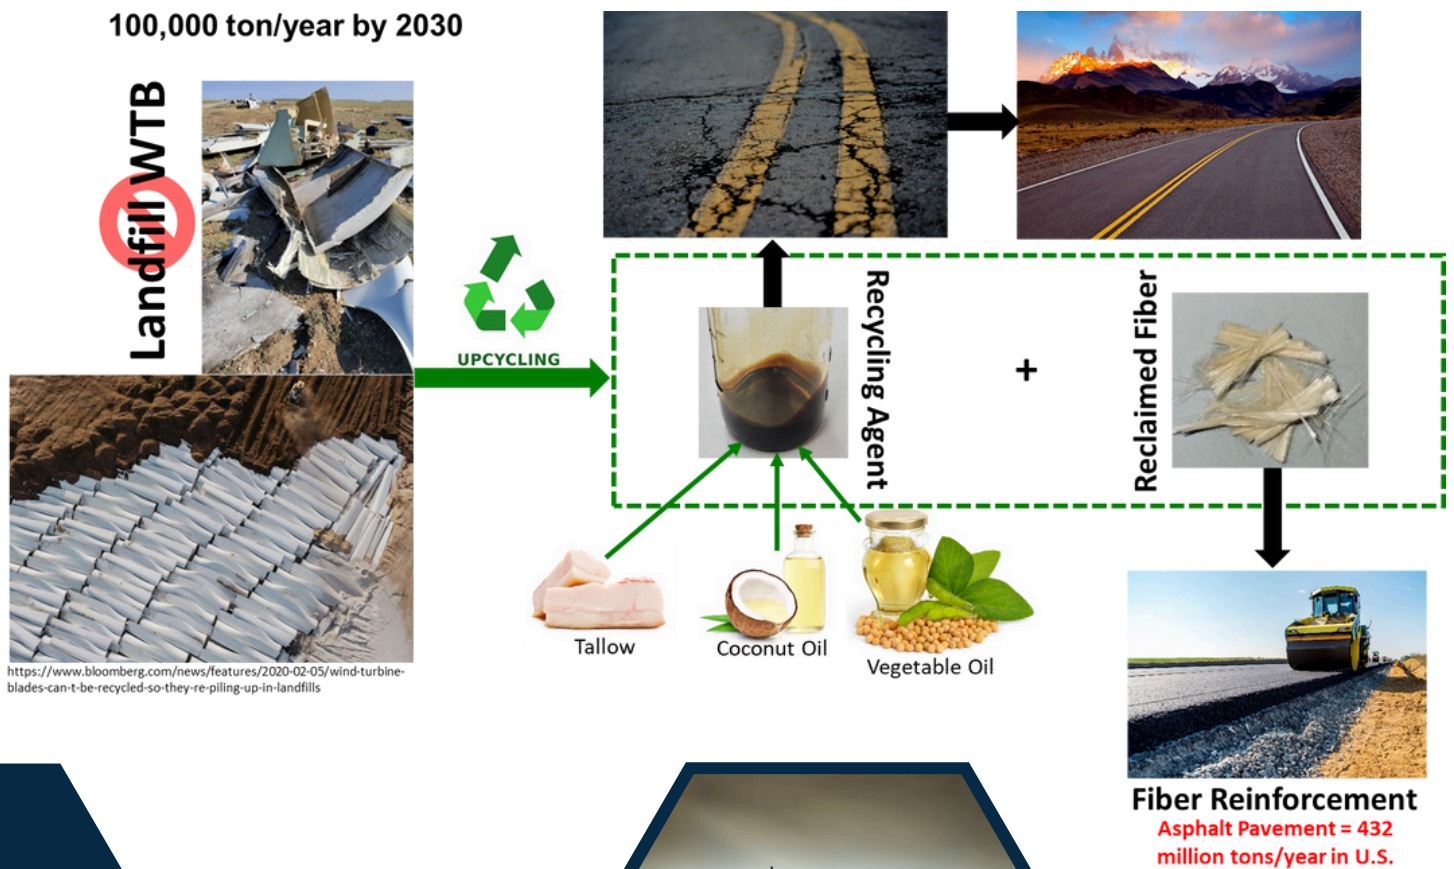 100,000 ton/year by 2030
Landfill WTB
UPCYCLING
Recycling Agent
+
Reclaimed Fiber
Tallow
Coconut Oil
Vegetable Oil
https://www.bloomberg.com/news/features/2020-02-05/wind-turbine-
blades-can-t-be-recycled-so-they-re-piling-up-in-landfills
Fiber Reinforcement
Asphalt Pavement = 432
million tons/year in U.S.